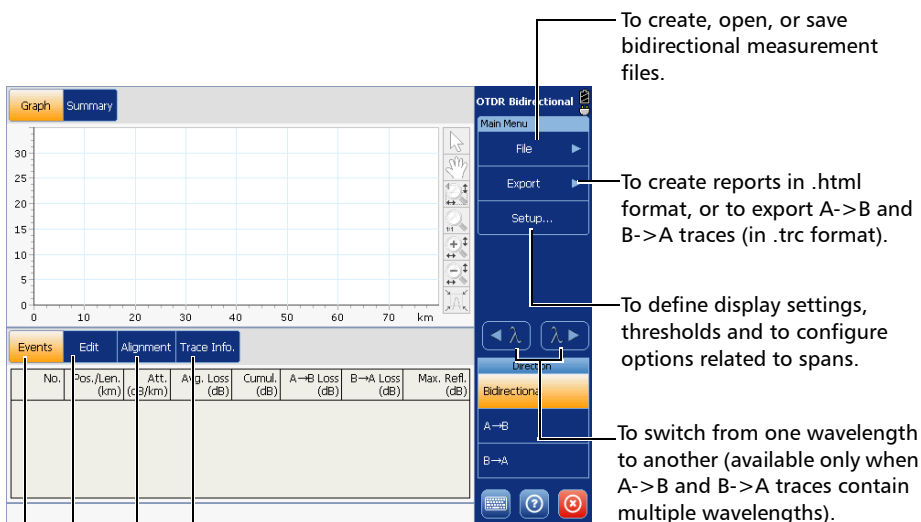 To create, open, or save
bidirectional measurement
files.
Graph Summary
OTDR Bidirectional
Main Menu
File
Export
Setup...
To create reports in .html
format, or to export A->B and
B->A traces (in .trc format).
30
25
20
15
10
5
0
0 10 20 30 40 50 60 70 km
1:1
To define display settings,
thresholds and to configure
options related to spans.
Events Edit Alignment Trace Info.
λ λ
Direction
No. Pos./Len. Att. Avg. Loss Cumul. A→B Loss B→A Loss Max. Refl.
(km) (dB/km) (dB) (dB) (dB) (dB) (dB)
Bidirectional
A→B
B→A
To switch from one wavelength
to another (available only when
A->B and B->A traces contain
multiple wavelengths).
?